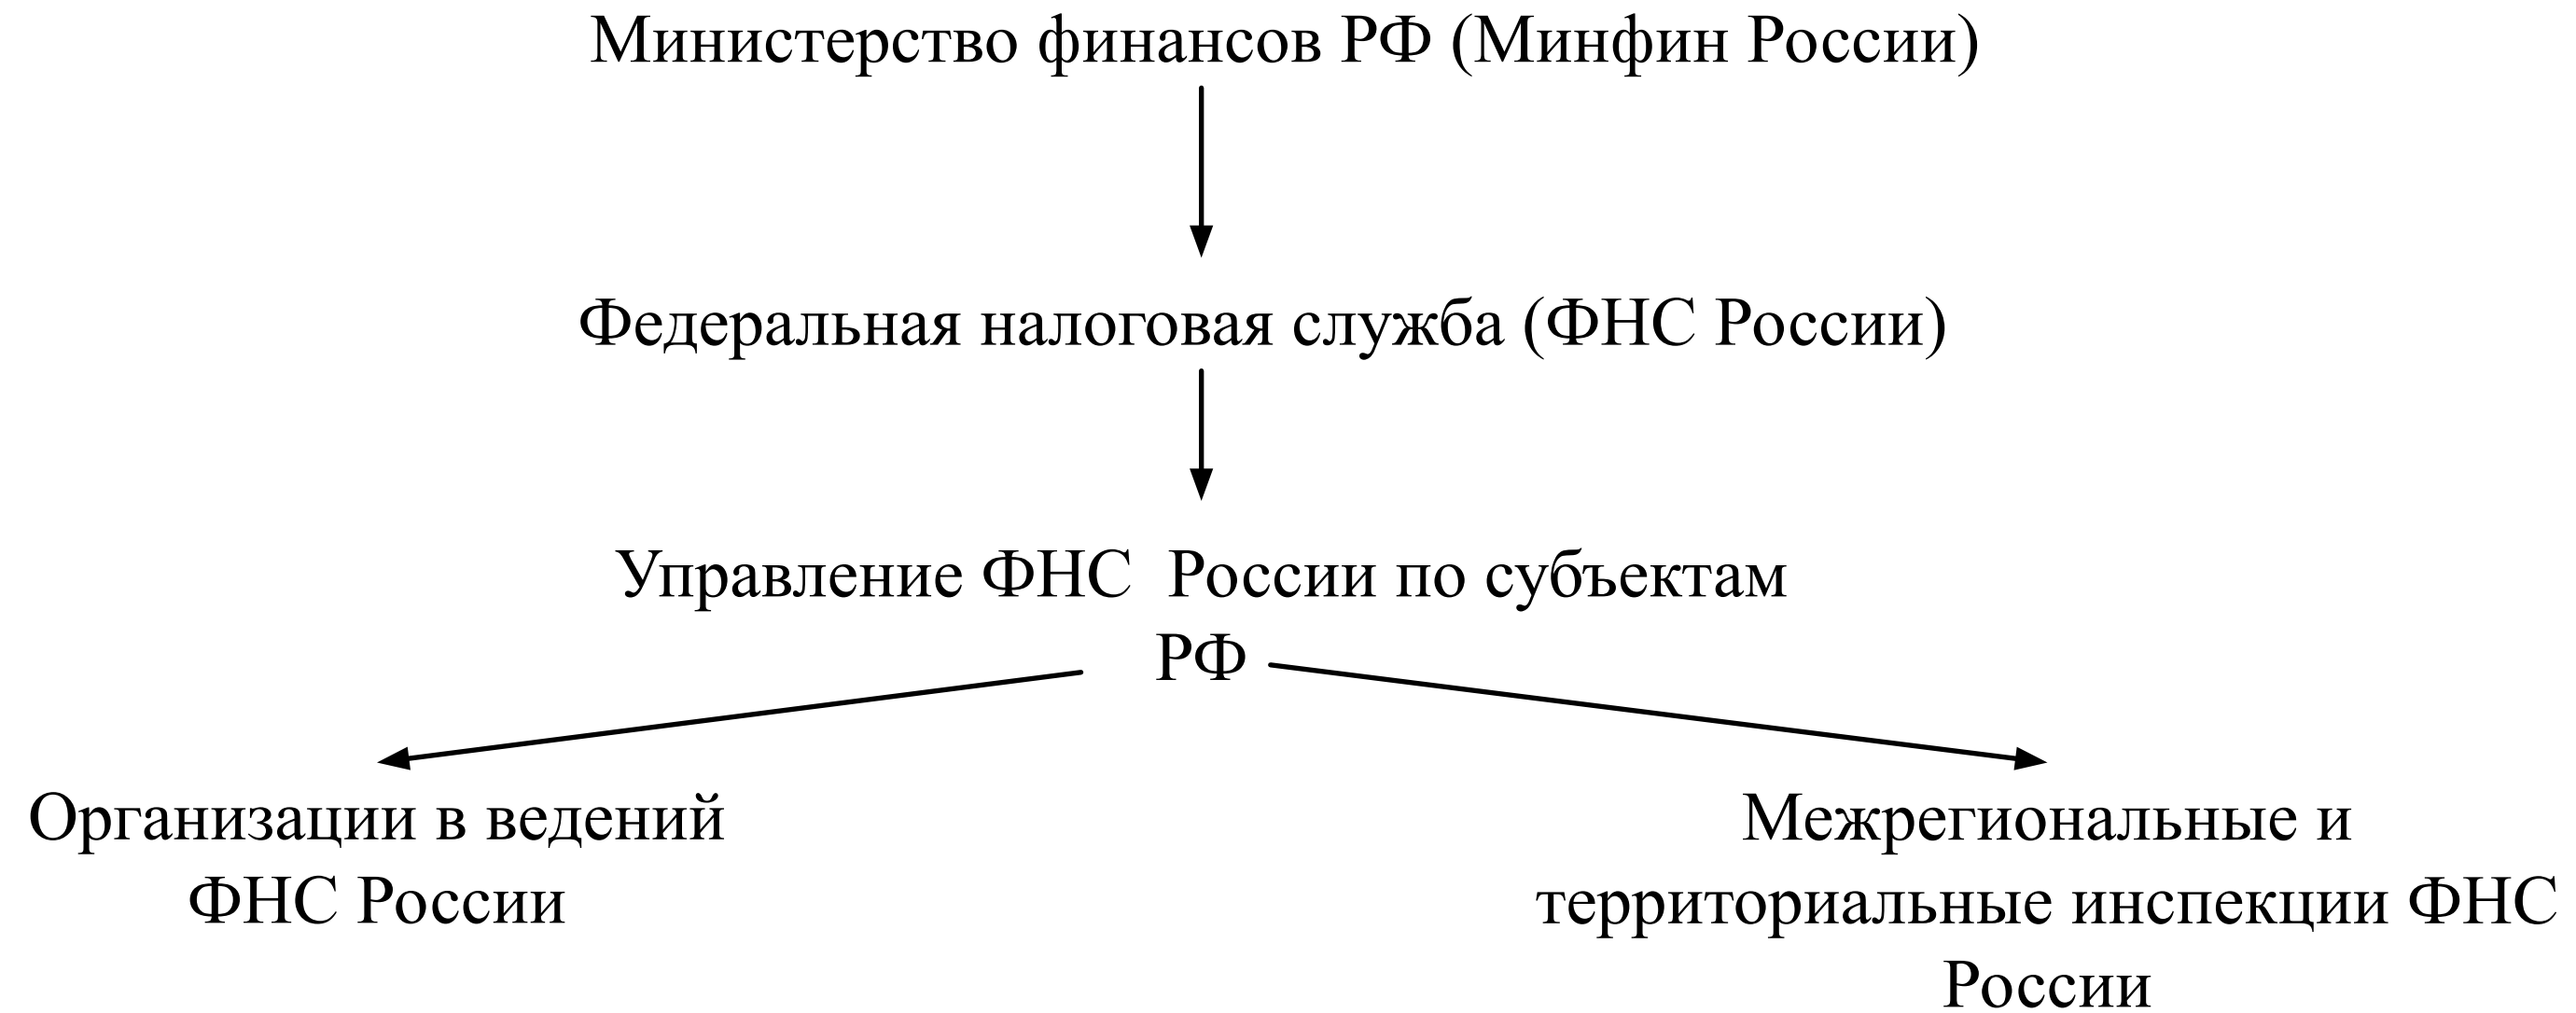 Министерство финансов РФ (Минфин России)
Федеральная налоговая служба (ФНС России)
Управление ФНС  России по субъектам
РФ
Организации в ведений
ФНС России
Межрегиональные и
территориальные инспекции ФНС
России